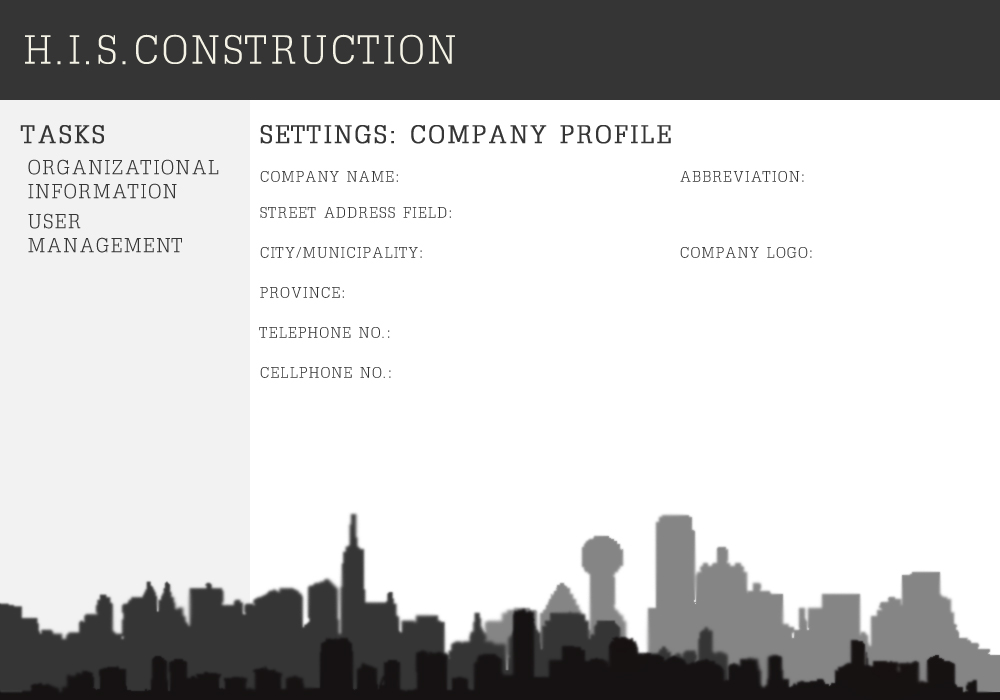 H.I.S.CONSTRUCTION
TASKS
ORGANIZATIONAL
INFORMATION
USER
MANAGEMENT
SETTINGS: COMPANY PROFILE
COMPANY NAME:
ABBREVIATION:
STREET ADDRESS FIELD:
CITY/MUNICIPALITY:
COMPANY LOGO:
PROVINCE:
TELEPHONE NO.:
CELLPHONE NO.: